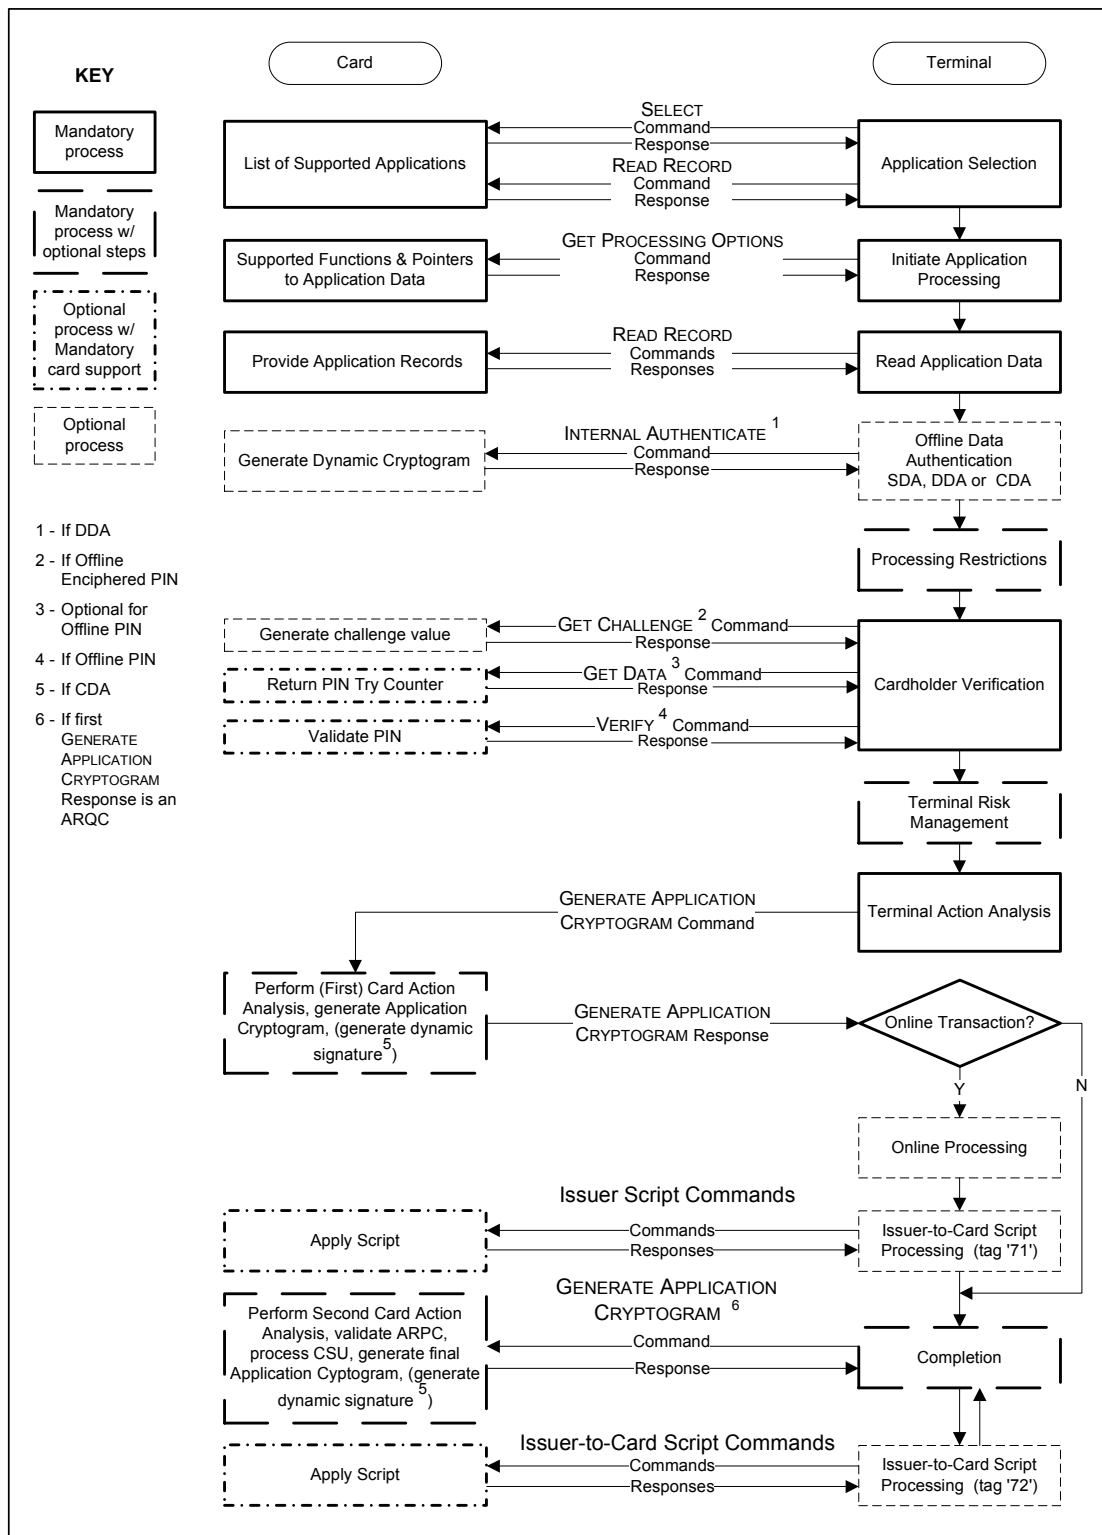 KEY
Mandatory
process
Mandatory
process w/
optional steps
Optional
process w/
Mandatory
card support
Optional
process
1 - If DDA
2 - If Offline
Enciphered PIN
3 - Optional for
Offline PIN
4 - If Offline PIN
5 - If CDA
6 - If first
GENERATE
APPLICATION
CRYPTOGRAM
Response is an
ARQC
Card
Terminal
List of Supported Applications
SELECT
Command
Response
READ RECORD
Command
Response
Application Selection
Supported Functions & Pointers
to Application Data
GET PROCESSING OPTIONS
Command
Response
Initiate Application
Processing
Provide Application Records
READ RECORD
Commands
Responses
Read Application Data
Generate Dynamic Cryptogram
INTERNAL AUTHENTICATE 1
Command
Response
Offline Data
Authentication
SDA, DDA or CDA
Processing Restrictions
Generate challenge value
GET CHALLENGE 2 Command
Response
Return PIN Try Counter
GET DATA 3 Command
Response
Validate PIN
VERIFY 4 Command
Response
Cardholder Verification
Terminal Risk
Management
GENERATE APPLICATION
CRYPTOGRAM Command
Terminal Action Analysis
Perform (First) Card Action
Analysis, generate Application
Cryptogram, (generate dynamic
signature 5)
GENERATE APPLICATION
CRYPTOGRAM Response
Online Transaction?
Y
N
Online Processing
Issuer Script Commands
Apply Script
Commands
Responses
Issuer-to-Card Script
Processing (tag '71')
GENERATE APPLICATION
CRYPTOGRAM 6
Perform Second Card Action
Analysis, validate ARPC,
process CSU, generate final
Application Cyptogram, (generate
dynamic signature 5)
Command
Response
Completion
Issuer-to-Card Script Commands
Apply Script
Commands
Responses
Issuer-to-Card Script
Processing (tag '72')